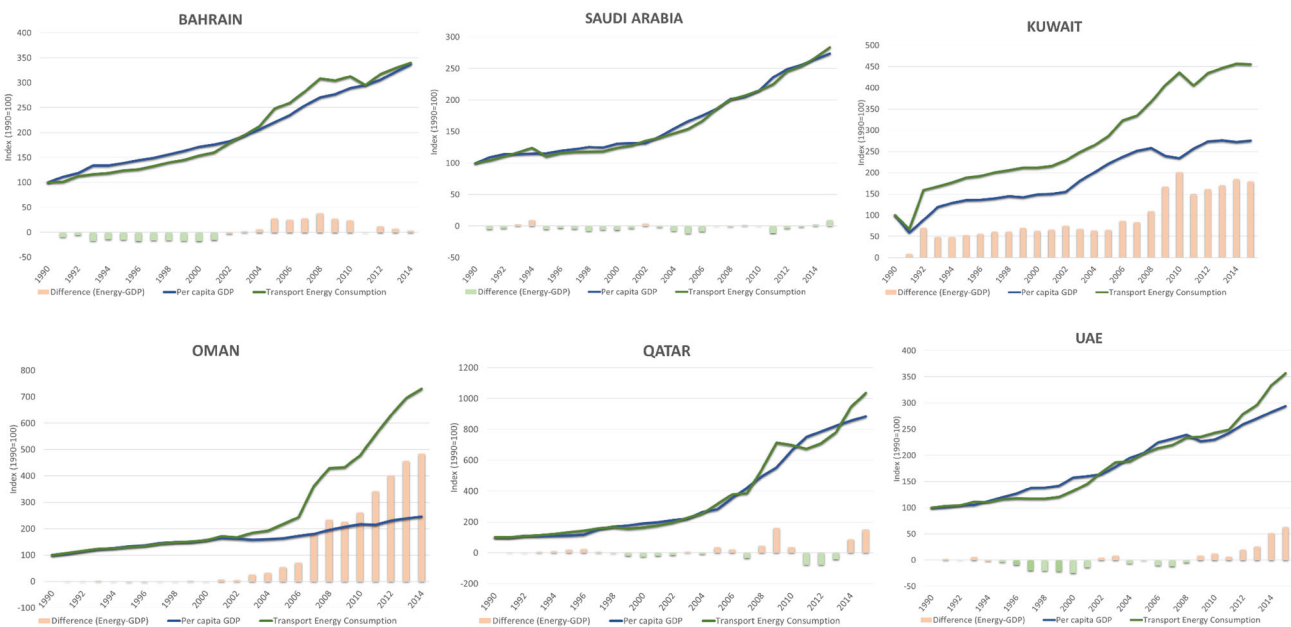 BAHRAIN
400
350
300
250
200
150
100
50
0
-50
Index (1990=100)
1990 1992 1994 1996 1998 2000 2002 2004 2006 2008 2010 2012 2014
Difference (Energy-GDP) Per capita GDP Transport Energy Consumption
SAUDI ARABIA
300
250
200
150
100
50
0
-50
Index (1990=100)
1990 1992 1994 1996 1998 2000 2002 2004 2006 2008 2010 2012 2014
Difference (Energy-GDP) Per capita GDP Transport Energy Consumption
KUWAIT
500
450
400
350
300
250
200
150
100
50
0
Index (1990=100)
1990 1992 1994 1996 1998 2000 2002 2004 2006 2008 2010 2012 2014
Difference (Energy-GDP) Per capita GDP Transport Energy Consumption
OMAN
800
700
600
500
400
300
200
100
0
-100
Index (1990=100)
1990 1992 1994 1996 1998 2000 2002 2004 2006 2008 2010 2012 2014
Difference (Energy-GDP) Per capita GDP Transport Energy Consumption
QATAR
1200
1000
800
600
400
200
0
-200
Index (1990=100)
1990 1992 1994 1996 1998 2000 2002 2004 2006 2008 2010 2012 2014
Difference (Energy-GDP) Per capita GDP Transport Energy Consumption
UAE
400
350
300
250
200
150
100
50
0
-50
Index (1990=100)
1990 1992 1994 1996 1998 2000 2002 2004 2006 2008 2010 2012 2014
Difference (Energy-GDP) Per capita GDP Transport Energy Consumption